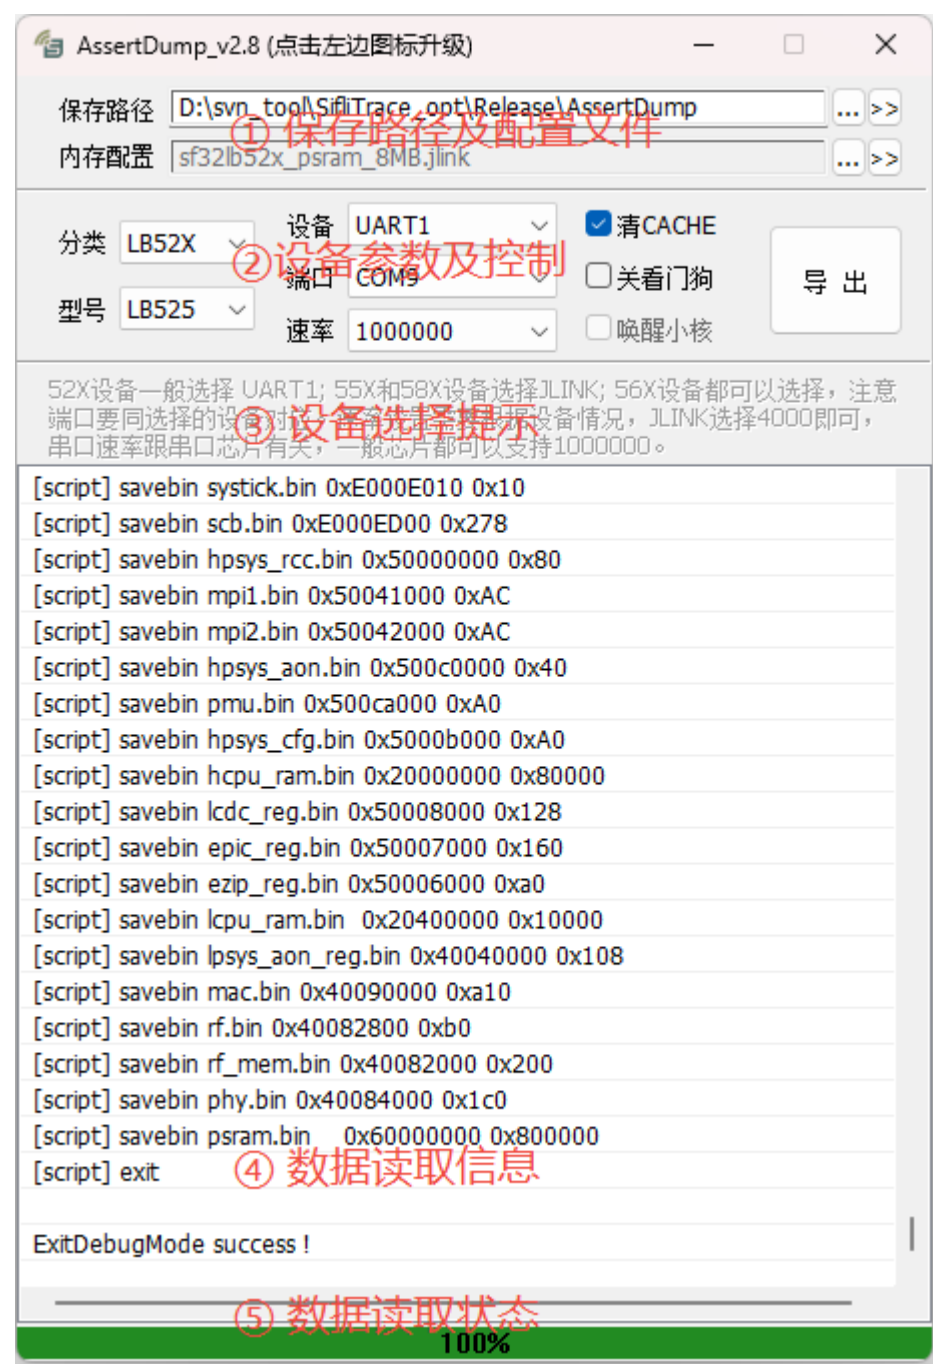 AssertDump_v2.8 (点击左边图标升级)
保存路径 D:\svn_tool\SifliTrace_opt\Release\AssertDump ... >>
① 保存路径及配置文件
内存配置 sf32lb52x_psram_8MB.jlink ... >>
分类 LB52X
型号 LB525
设备 UART1
②设备参数及控制
端口 COM9
速率 1000000
清CACHE
关看门狗
唤醒小核
导 出
52X设备一般选择 UART1; 55X和58X设备选择JLINK; 56X设备都可以选择，注意
端口要同选择的设备对应 据设备情况，JLINK选择4000即可，
③ 设备选择提示
串口速率跟串口芯片有关，一般芯片都可以支持1000000。
[script] savebin systick.bin 0xE000E010 0x10
[script] savebin scb.bin 0xE000ED00 0x278
[script] savebin hpsys_rcc.bin 0x50000000 0x80
[script] savebin mpi1.bin 0x50041000 0xAC
[script] savebin mpi2.bin 0x50042000 0xAC
[script] savebin hpsys_aon.bin 0x500c0000 0x40
[script] savebin pmu.bin 0x500ca000 0xA0
[script] savebin hpsys_cfg.bin 0x5000b000 0xA0
[script] savebin hcpu_ram.bin 0x20000000 0x80000
[script] savebin lcdc_reg.bin 0x50008000 0x128
[script] savebin epic_reg.bin 0x50007000 0x160
[script] savebin ezip_reg.bin 0x50006000 0xa0
[script] savebin lcpu_ram.bin 0x20400000 0x10000
[script] savebin lpsys_aon_reg.bin 0x40040000 0x108
[script] savebin mac.bin 0x40090000 0xa10
[script] savebin rf.bin 0x40082800 0xb0
[script] savebin rf_mem.bin 0x40082000 0x200
[script] savebin phy.bin 0x40084000 0x1c0
[script] savebin psram.bin 0x60000000 0x800000
[script] exit
④ 数据读取信息
ExitDebugMode success !
⑤ 数据读取状态
100%